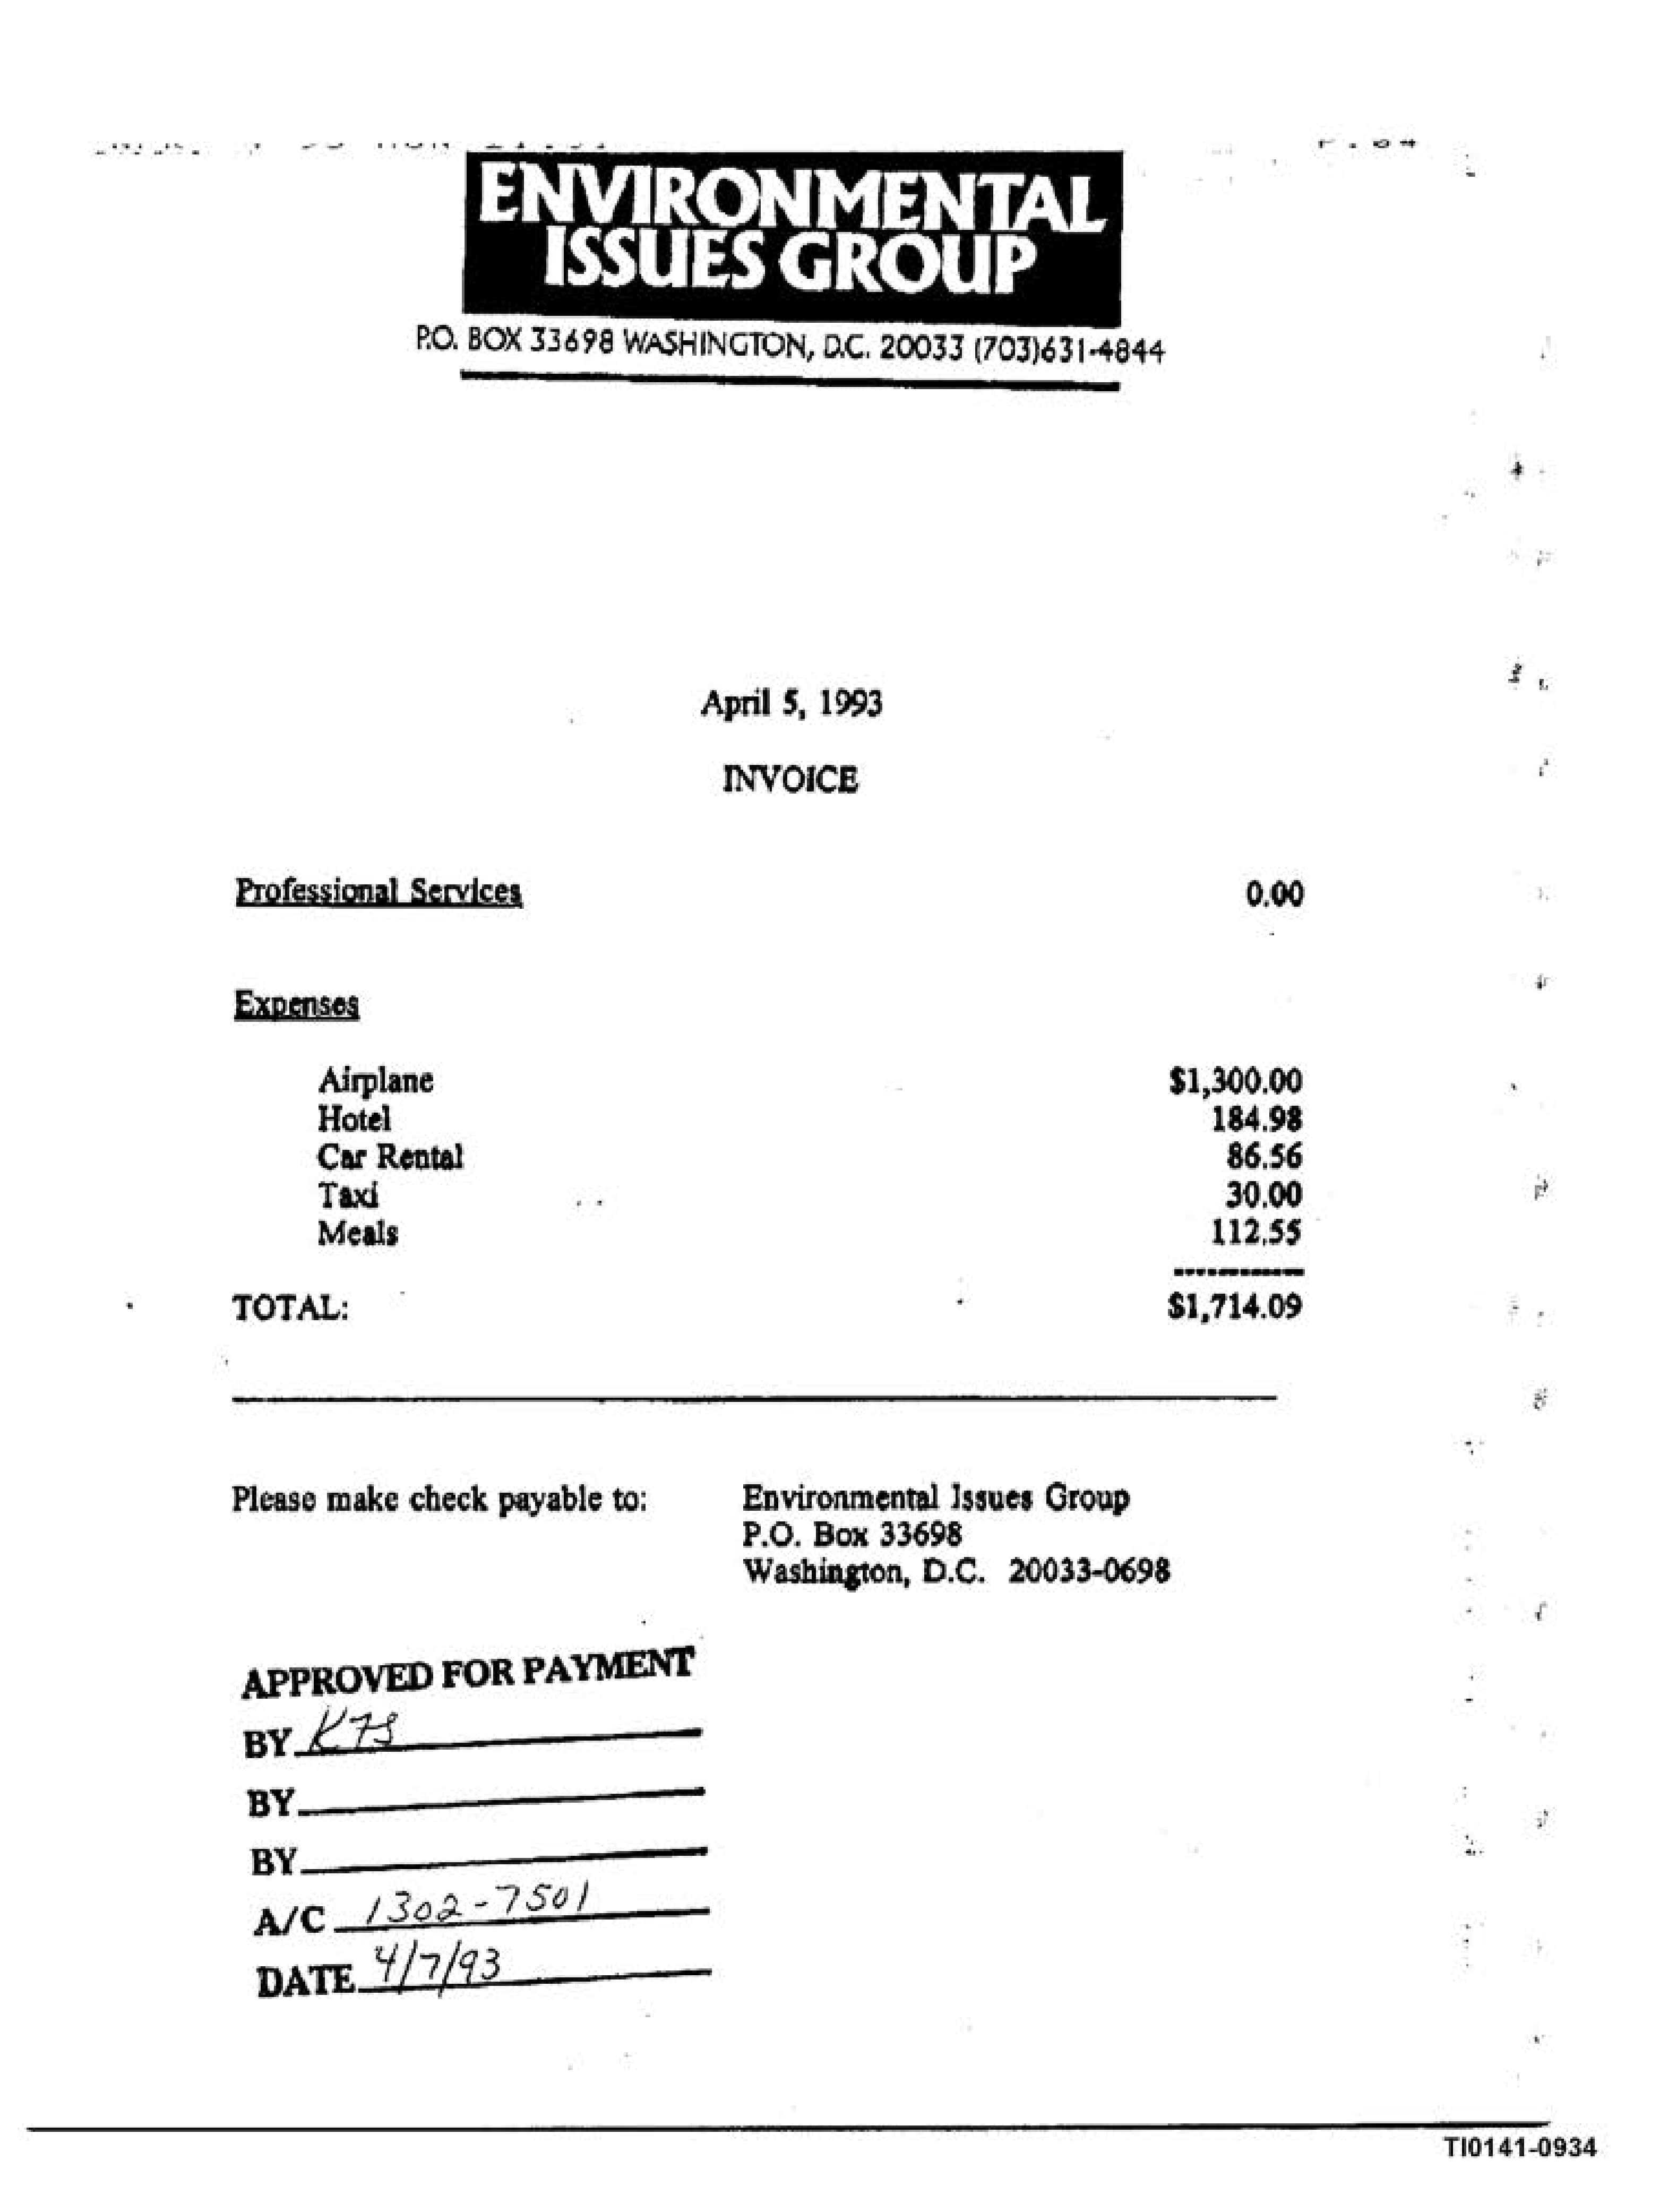 ENVIRONMENTAL
ISSUES GROUP
P.O. BOX 33698 WASHINGTON, D.C. 20033 (703)631-4844
April 5, 1993
INVOICE
Professional Services 0.00
Expenses
Airplane $1,300.00
Hotel 184.98
Car Rental 86.56
Taxi 30.00
Meals 112.55
TOTAL: $1,714.09
Please make check payable to: Environmental Issues Group
P.O. Box 33698
Washington, D.C. 20033-0698
APPROVED FOR PAYMENT
BY KTS
BY
BY
A/C 1302-7501
DATE 4/7/93
TI0141-0934